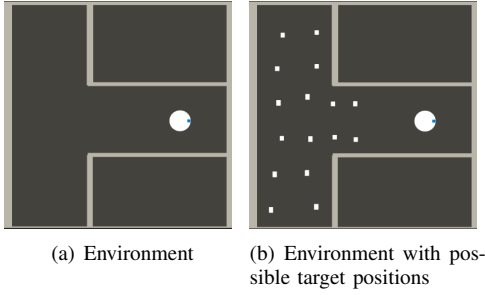 (a) Environment
(b) Environment with pos-
sible target positions